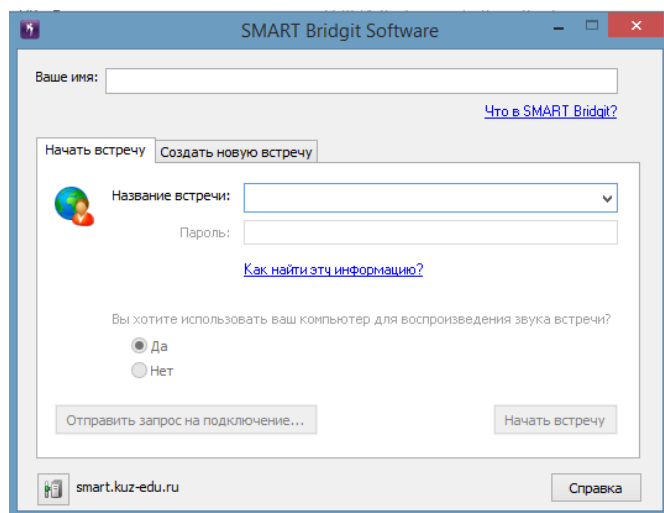 SMART Bridgit Software
Ваше имя:
Что в SMART Bridgit?
Начать встречу Создать новую встречу
Название встречи:
Пароль:
Как найти эту информацию?
Вы хотите использовать ваш компьютер для воспроизведения звука встречи?
Да
Нет
Отправить запрос на подключение... Начать встречу
smart.kuz-edu.ru Справка